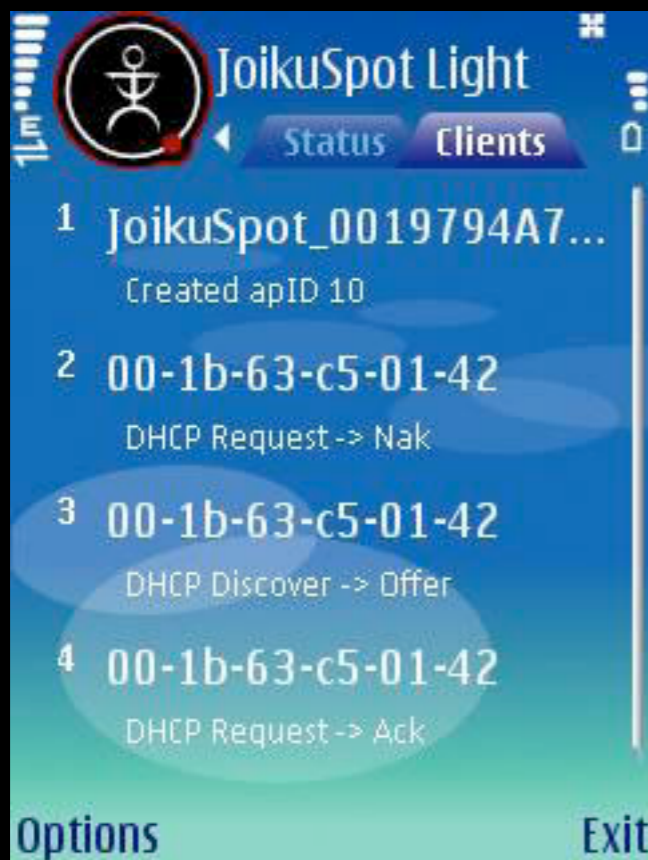 JoikuSpot Light
E
Status Clients
1 JoikuSpot_0019794A7...
Created apID 10
2 00-1b-63-c5-01-42
DHCP Request -> Nak
3 00-1b-63-c5-01-42
DHCP Discover -> Offer
4 00-1b-63-c5-01-42
DHCP Request -> Ack
Options Exit